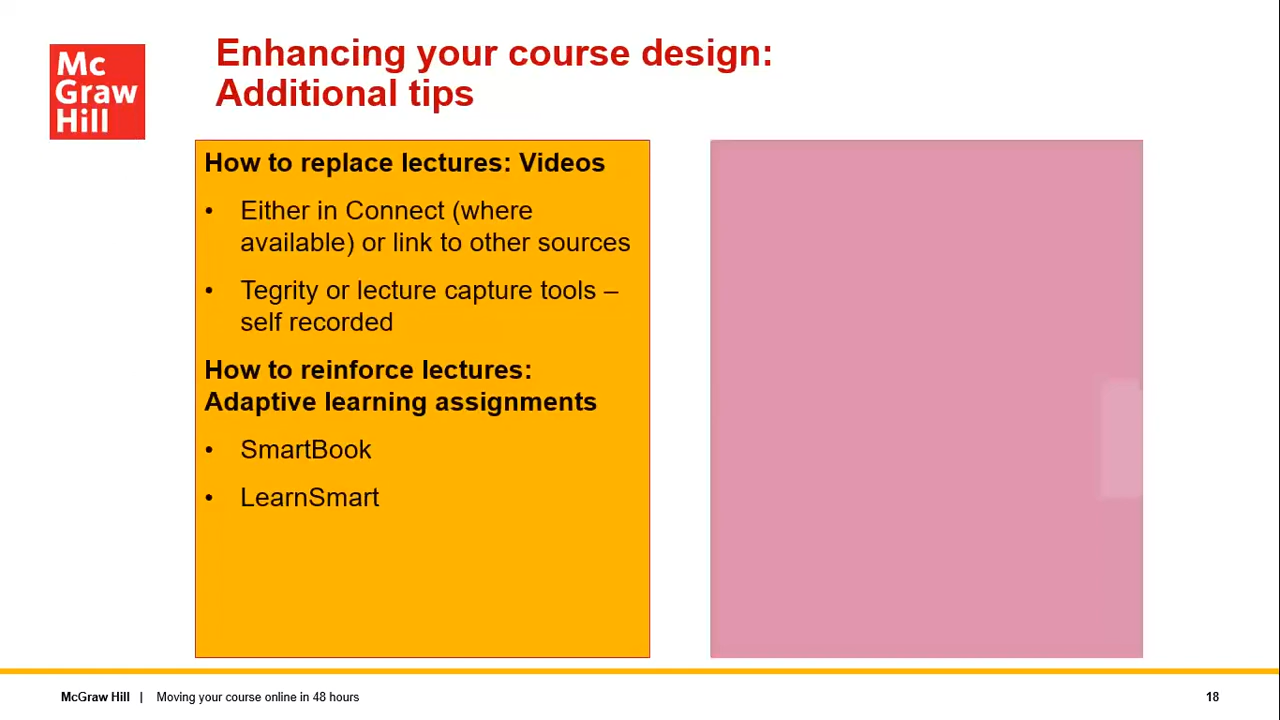 Mc
Graw
Hill
Enhancing your course design:
Additional tips
How to replace lectures: Videos
• Either in Connect (where
available) or link to other sources
• Tegrity or lecture capture tools –
self recorded
How to reinforce lectures:
Adaptive learning assignments
• SmartBook
• LearnSmart
McGraw Hill | Moving your course online in 48 hours
18